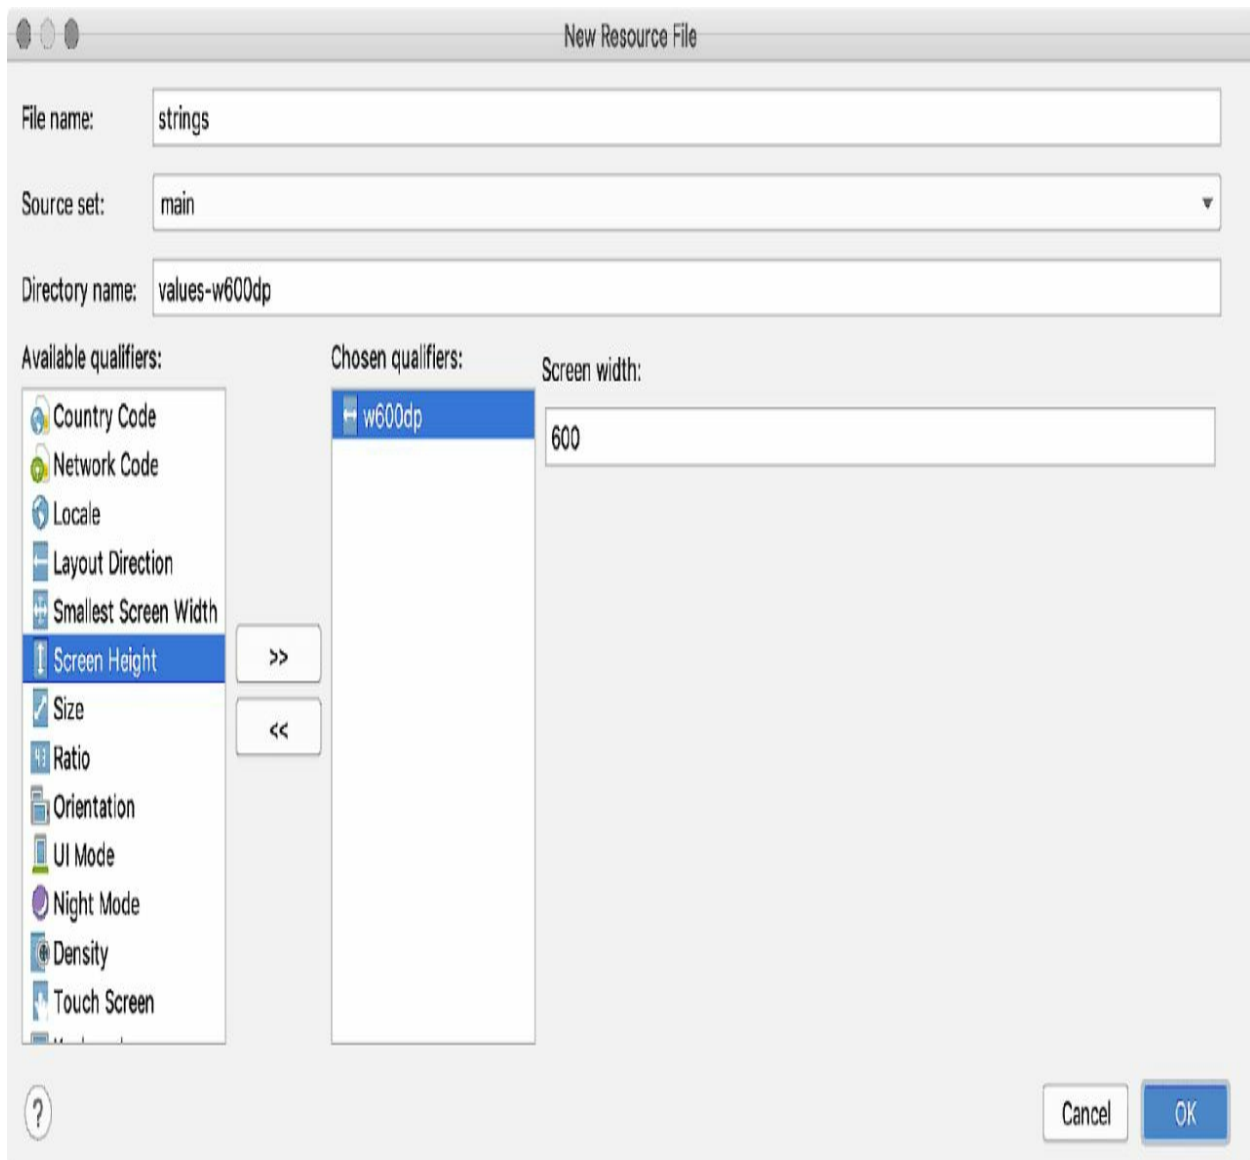 New Resource File
File name: strings
Source set: main
Directory name: values-w600dp
Available qualifiers:
Country Code
Network Code
Locale
Layout Direction
Smallest Screen Width
Screen Height
Size
Ratio
Orientation
UI Mode
Night Mode
Density
Touch Screen
>>
<<
Chosen qualifiers:
w600dp
Screen width:
600
?
Cancel
OK